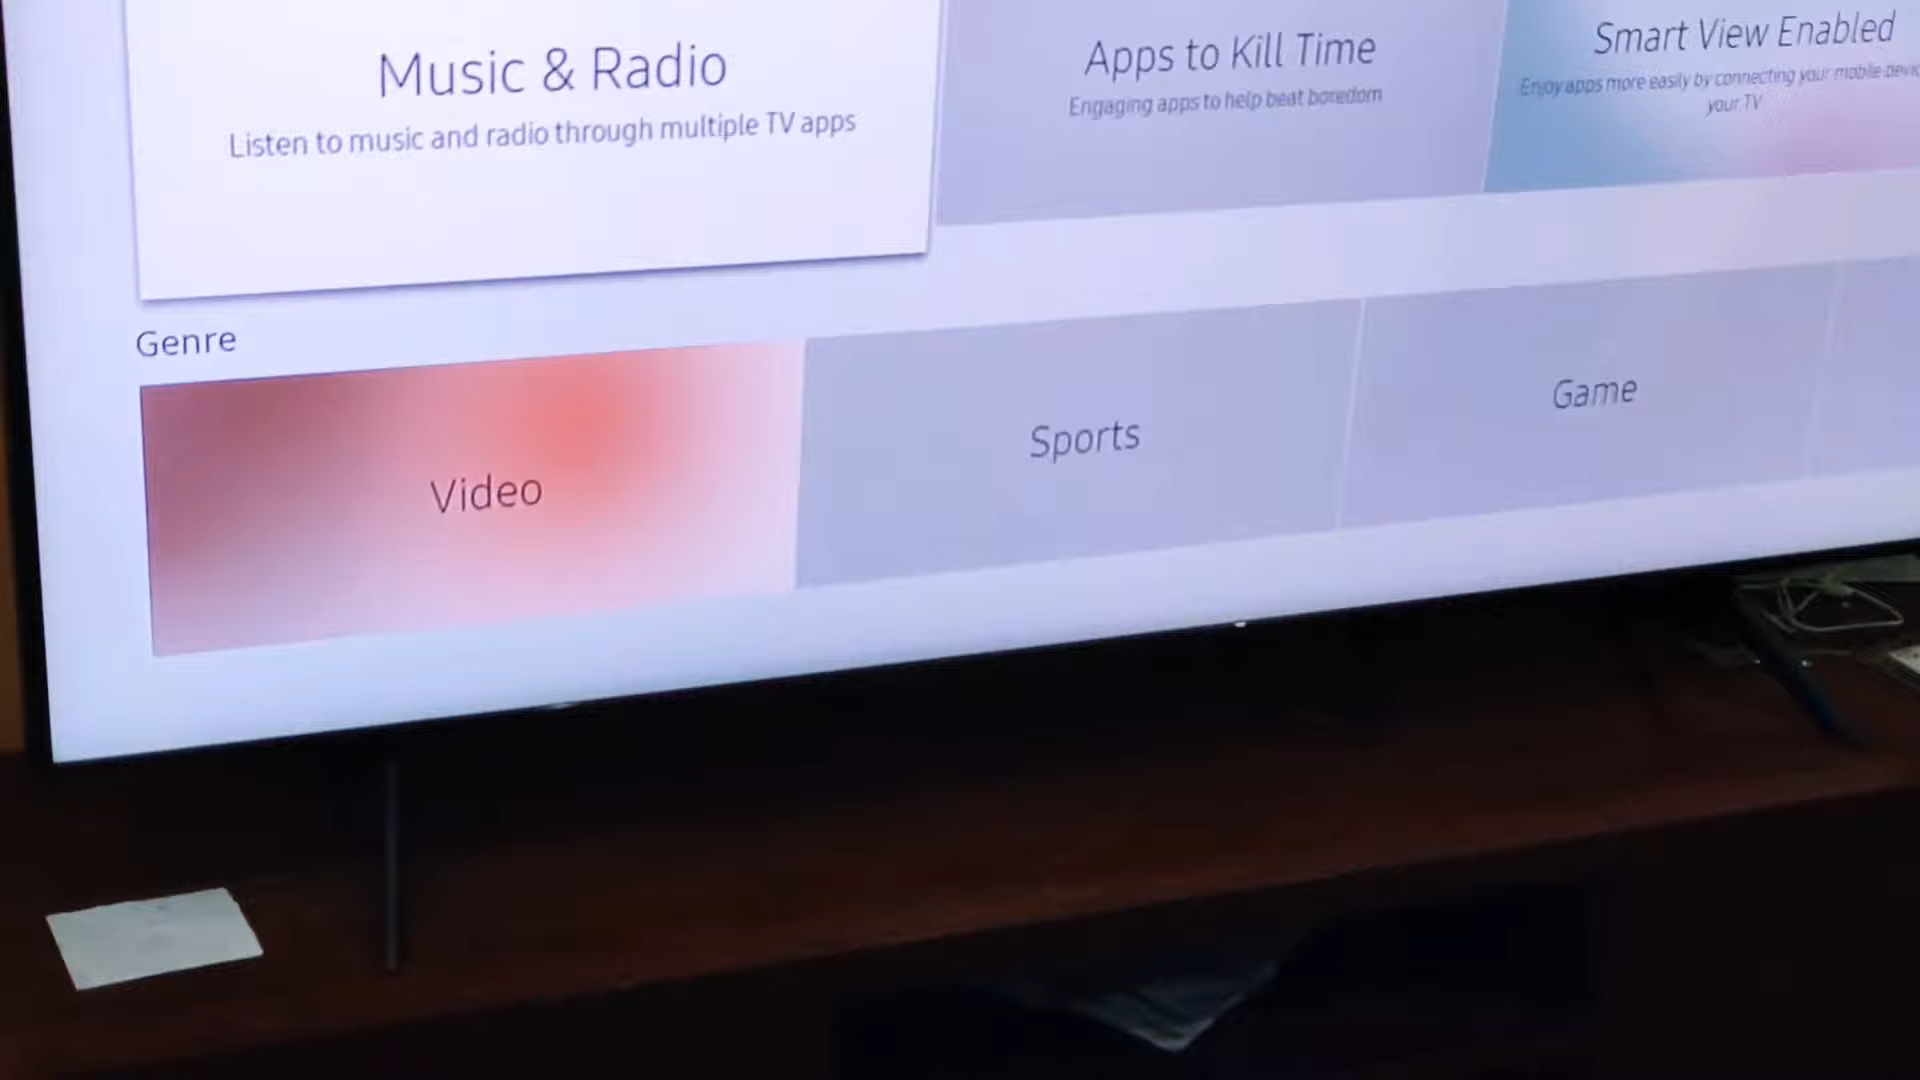 Music & Radio
Listen to music and radio through multiple TV apps
Apps to Kill Time
Engaging apps to help beat boredom
Smart View Enabled
Enjoy apps more easily by connecting your mobile
your TV
Genre
Video
Sports
Game